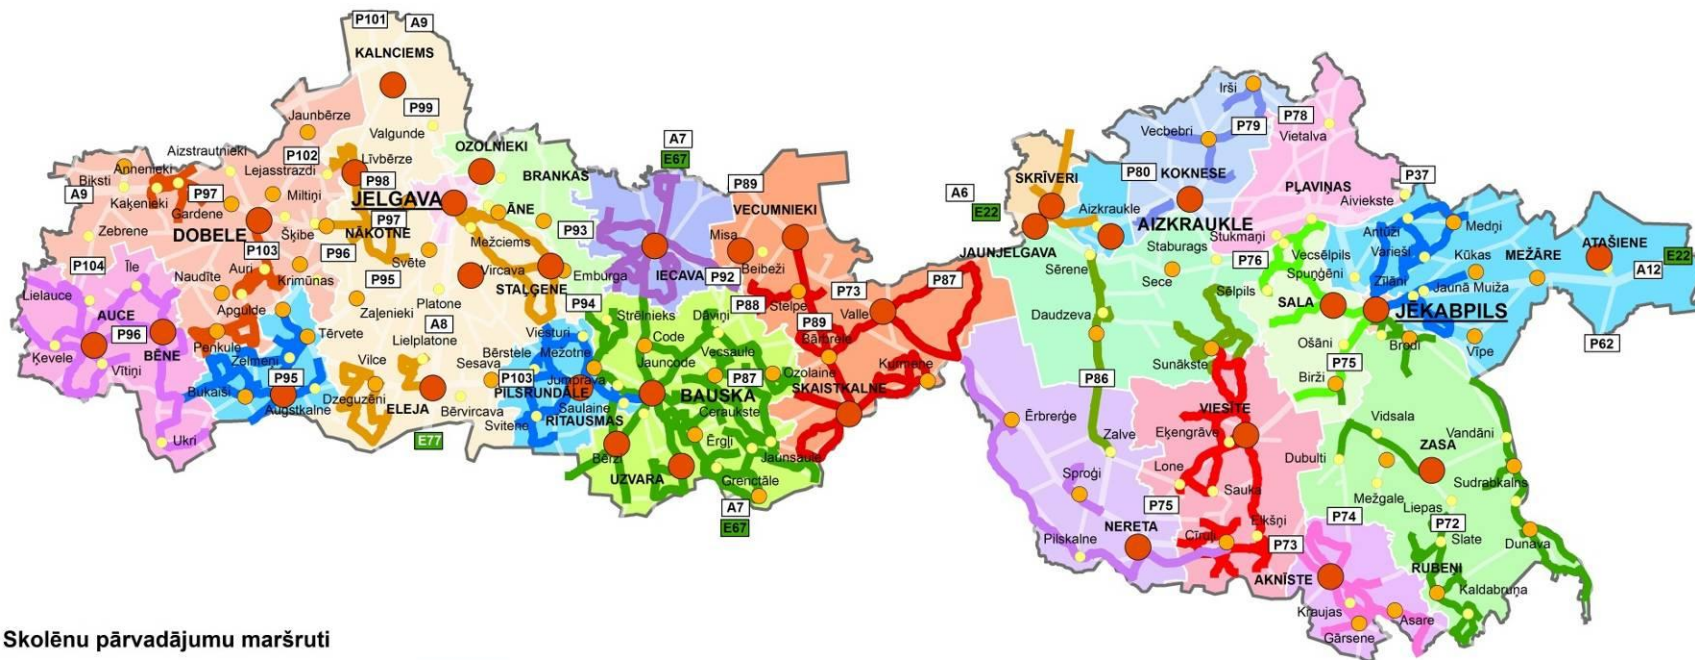 P101
A9
KALNCIEMS
P99
Jaunbērze
Valgunde
Aizstrautnieki
P102
OZOLNIEKI
A7
E67
Annenieki
Lejasstrazdi
Līvbērze
Biksti
P98
BRANKAS
P89
A9
Kaķenieki
P97
Miltiņi
JELGAVA
Gardene
ĀNE
VECUMNIEKI
Zebrene
DOBELE
Šķibe
P97
NĀKOTNE
Mežciems
P93
Misa
P103
P96
Svēte
P104
Īle
Auri
Vircava
Emburga
IECAVA
Beibeži
Naudīte
Krimūnas
P95
STAĻGENE
P92
Lielauce
Platone
P94
P88
Stelpe
P73
P87
AUCE
Apgulde
Zaļenieki
A8
Strēlnieks
Dāviņi
Valle
P96
Tērvete
Lielplatone
Viesturi
Code
P89
BĒNE
Penkule
Bērstele
Mežotne
Vecsaule
Bārbele
Ķevele
Zelmeņi
Vilce
Sesava
Jauncode
Kurmene
Vītiņi
P95
P103
Jumprava
P87
Ozolaine
Bukaiši
PILSRUNDĀLE
BAUSKA
SKAISTKALNE
Augstkalne
Dzeguzēni
ELEJA
Bērvircava
Saulaine
Ceraukste
Svitene
RITAUSMAS
Ukri
E77
Ērgļi
Bērzi
Jaunsaule
UZVARA
Grenctāle
A7
E67
Irši
P78
Vecbebri
P79
Vietalva
P80
KOKNESE
SKRĪVERI
PĻAVIŅAS
P37
A6
E22
Aizkraukle
AIZKRAUKLE
Aiviekste
Stukmaņi
Antūži
Medņi
JAUNJELGAVA
Staburags
Vecsēlpils
Varieši
ATAŠIENE
Sērene
P76
Spuņģēni
Kūkas
MEŽĀRE
E22
Sece
Zīlāni
A12
Sēlpils
Jaunā Muiža
SALA
JĒKABPILS
Daudzeva
Ošāni
Brodi
Vīpe
P62
Sunākste
P75
P86
Birži
Ērberģe
VIESĪTE
Vidsala
Zalve
Eķengrāve
Vandāni
ZASA
Dubulti
Lone
Sproģi
Sudrabkalns
Sauka
Mežgale
P75
P74
Liepas
NERETA
Elkšņi
P72
Pilskalne
Cīruļi
P73
Slate
Dunava
AKNĪSTE
RUBEŅI
Kaldabruņa
Kraujas
Asare
Gārsene
Skolēnu pārvadājumu maršruti